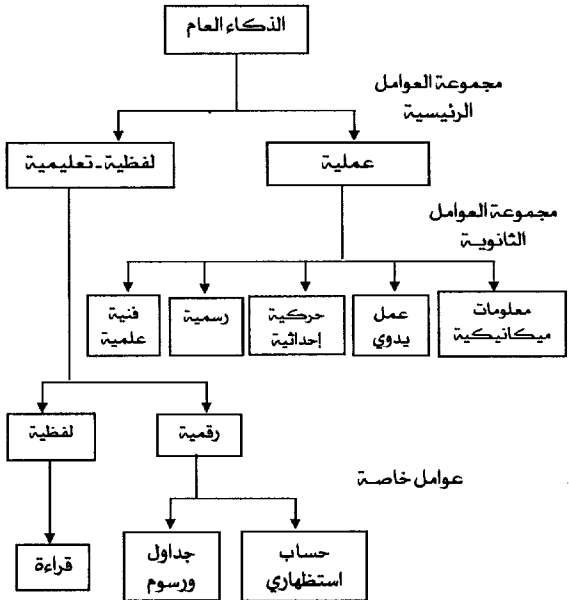 الذكاء العام
مجموعة العوامل
الرئيسية
عملية
لفظية - تعليمية
مجموعة العوامل
الثانوية
معلومات
ميكانيكية
عمل
يدوي
حركية
إحداثية
رسمية
فنية
علمية
رقمية
لفظية
عوامل خاصة
حساب
استظهاري
جداول
ورسوم
قراءة